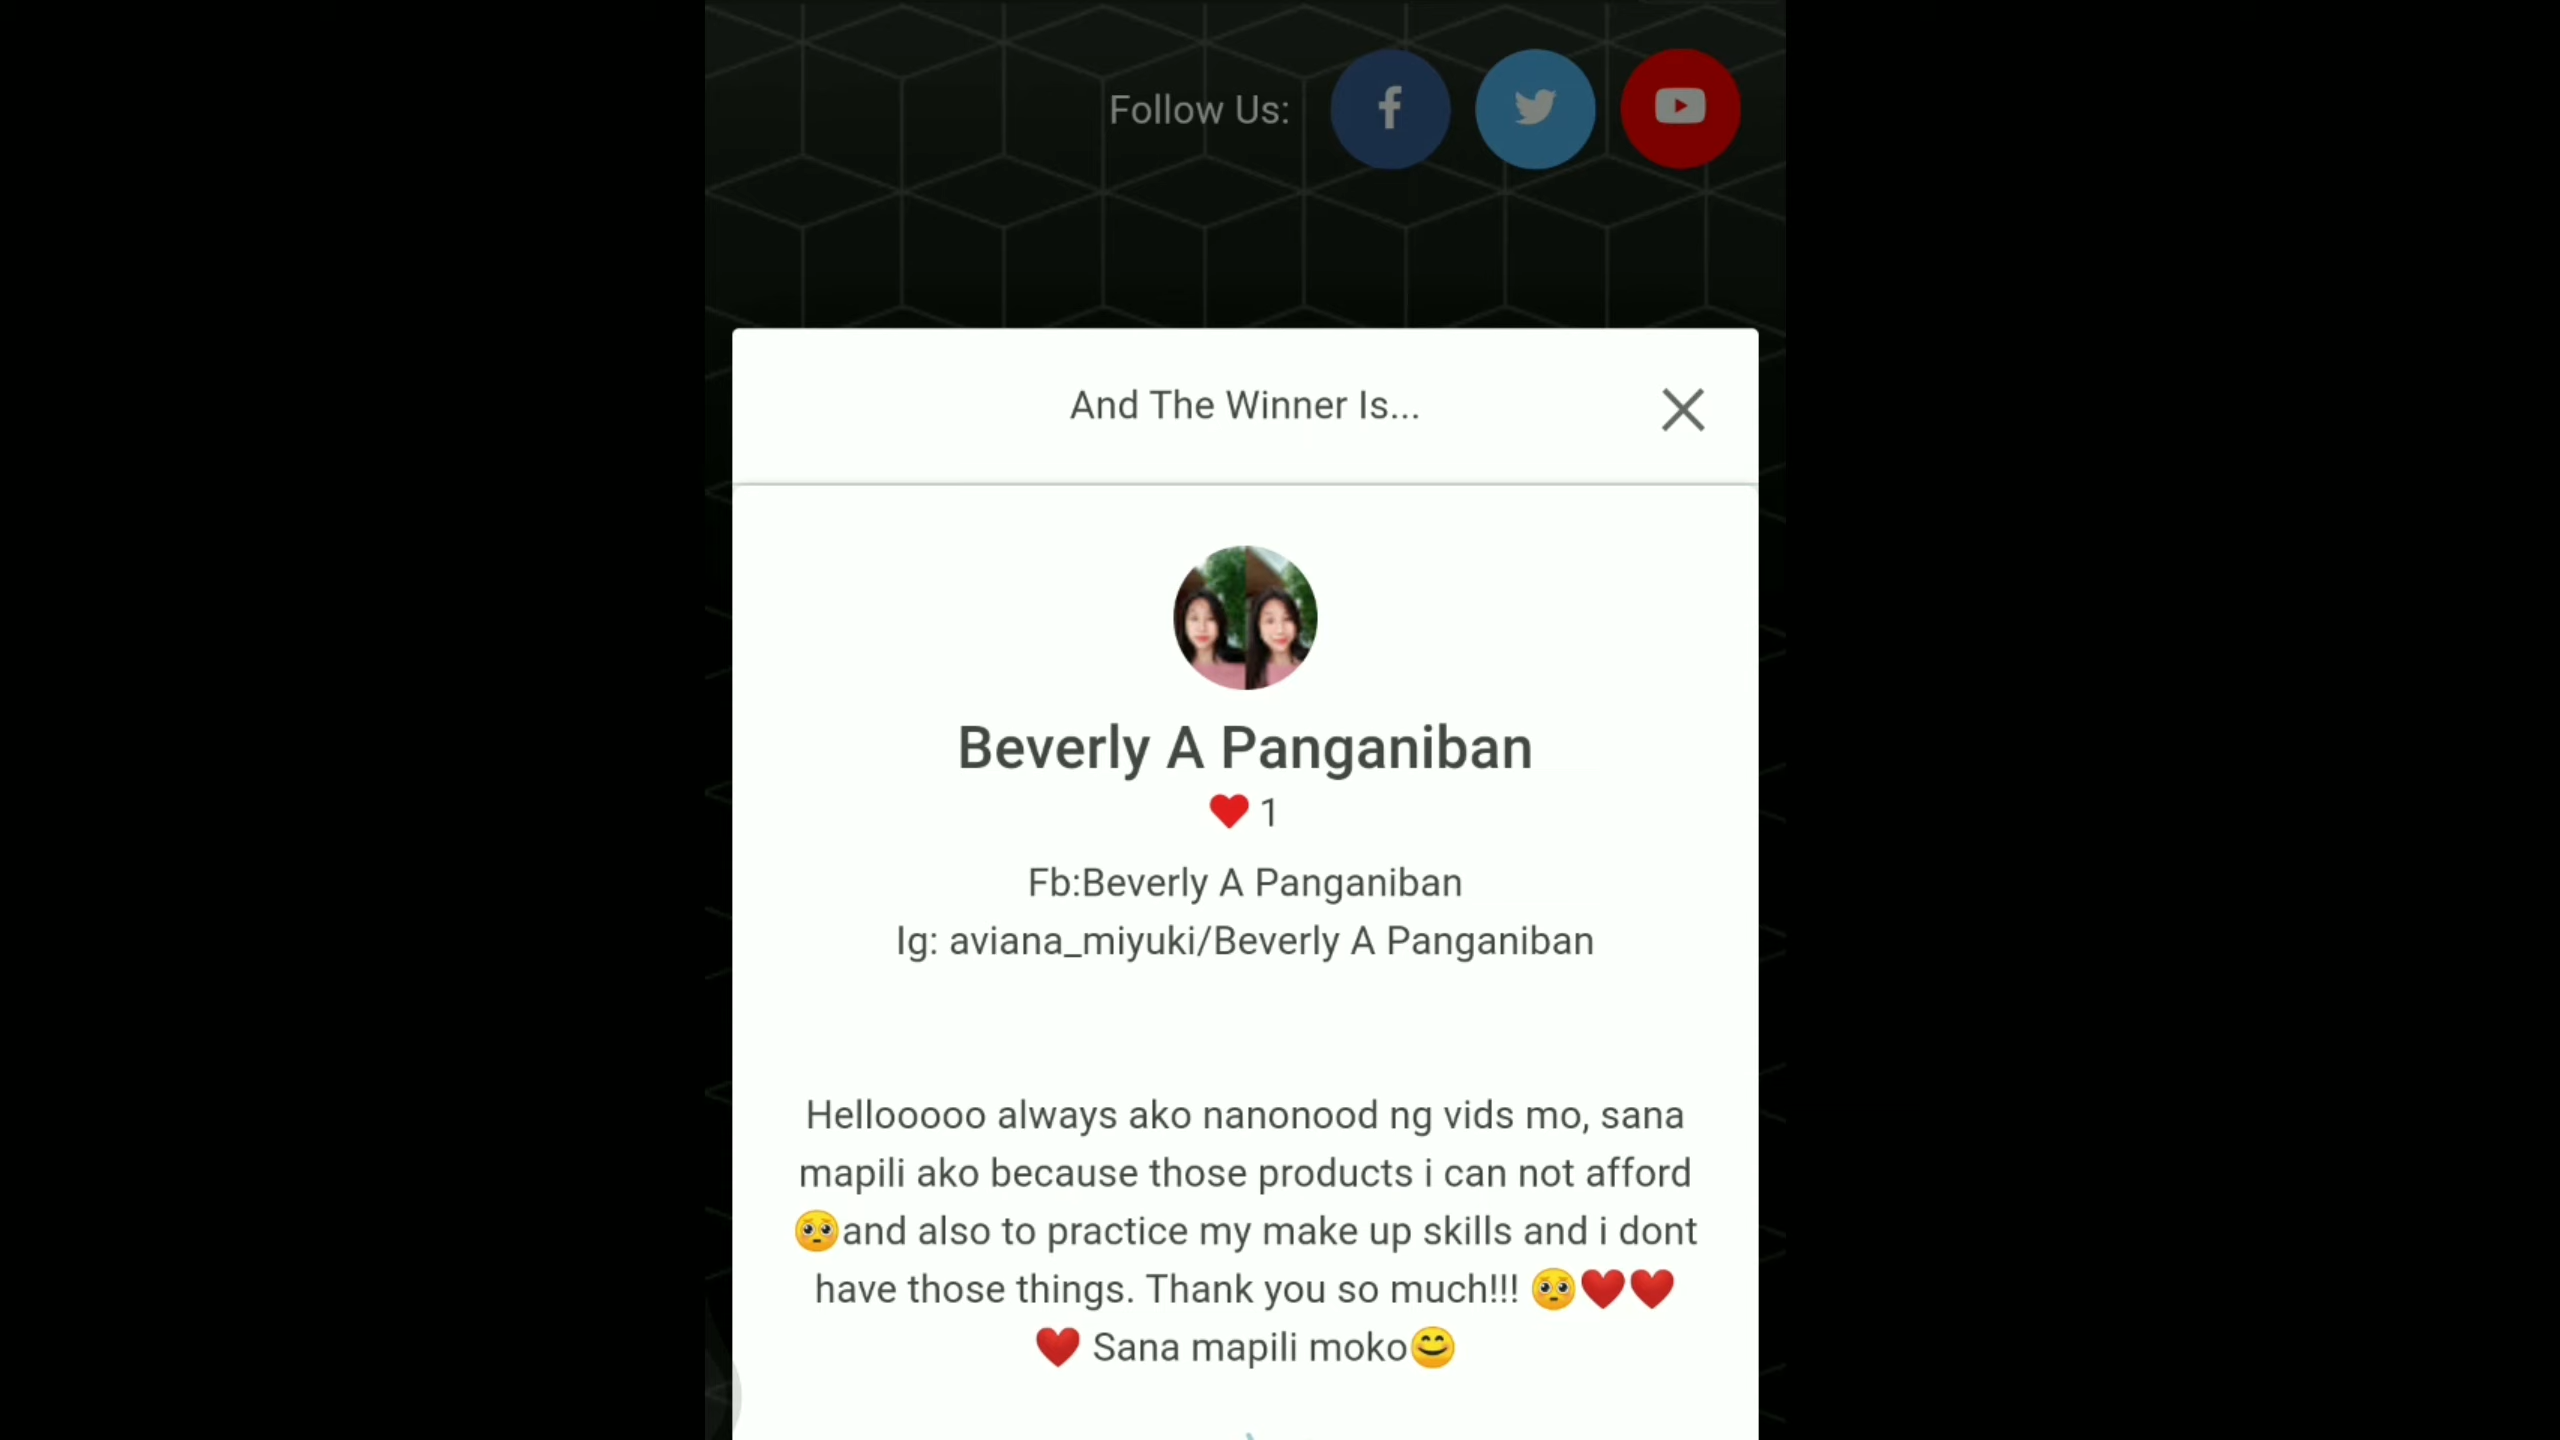 Follow Us:
And The Winner Is...
Beverly A Panganiban
❤ 1
Fb:Beverly A Panganiban
Ig: aviana_miyuki/Beverly A Panganiban
Hellooooo always ako nanonood ng vids mo, sana
mapili ako because those products i can not afford
🥺and also to practice my make up skills and i dont
have those things. Thank you so much!!! 🥺❤️❤️
❤️ Sana mapili moko😊